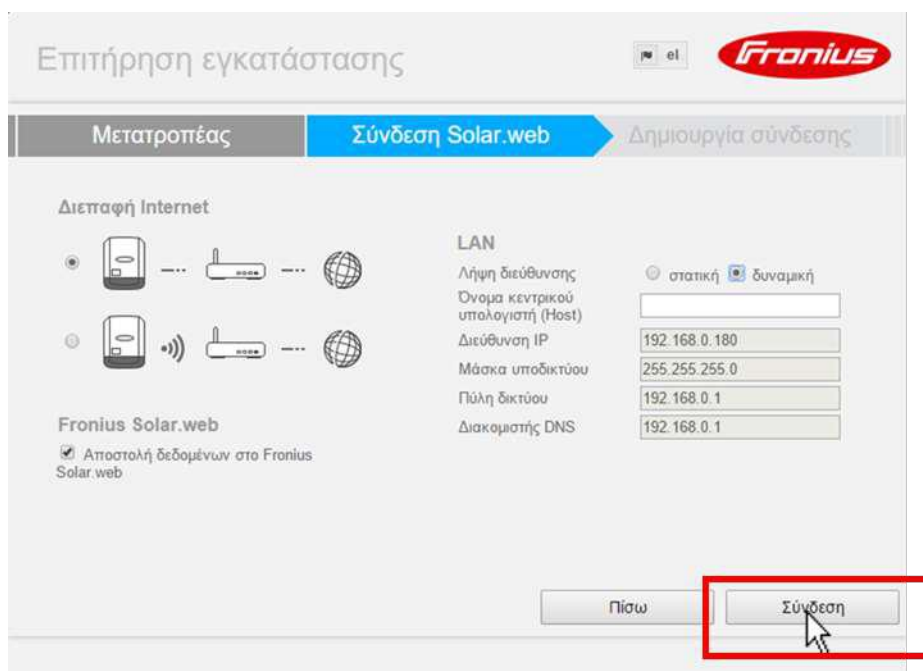 Επιτήρηση εγκατάστασης
el
Fronius
Μετατροπέας
Σύνδεση Solar.web
Δημιουργία σύνδεσης
Διεπαφή Internet
LAN
Λήψη διεύθυνσης
στατική
δυναμική
Όνομα κεντρικού
υπολογιστή (Host)
Διεύθυνση IP
192.168.0.180
Μάσκα υποδικτύου
255.255.255.0
Πύλη δικτύου
192.168.0.1
Διακομιστής DNS
192.168.0.1
Fronius Solar.web
Αποστολή δεδομένων στο Fronius
Solar.web
Πίσω
Σύνδεση